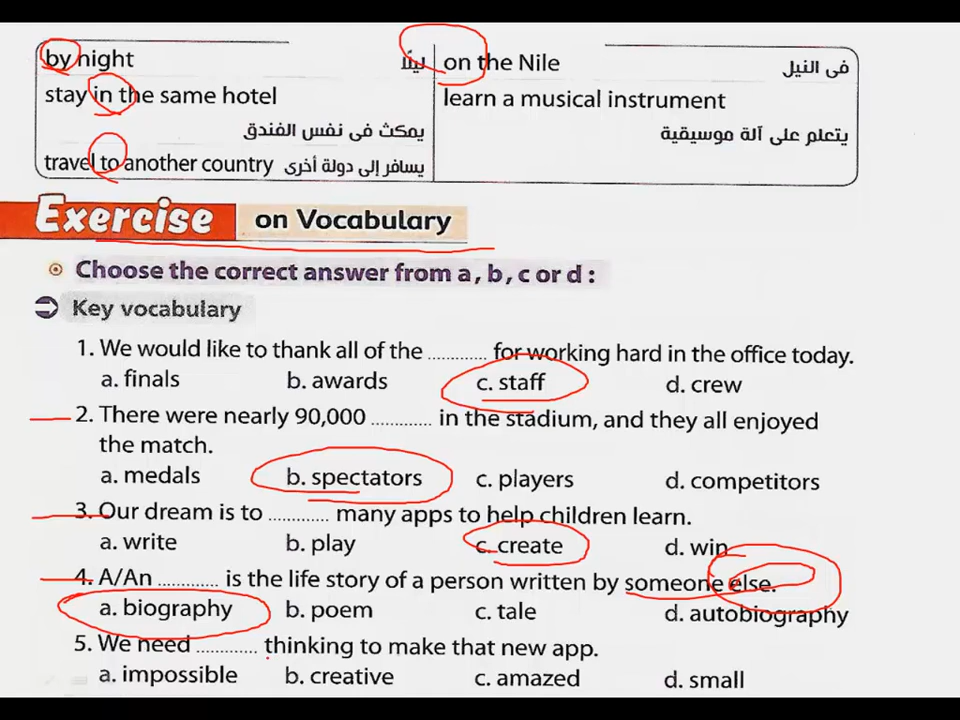 by night ليلًا
on the Nile فى النيل
stay in the same hotel
يمكث فى نفس الفندق
learn a musical instrument
يتعلم على آلة موسيقية
travel to another country يسافر إلى دولة أخرى
Exercise on Vocabulary
Choose the correct answer from a, b, c or d :
Key vocabulary
1. We would like to thank all of the ............ for working hard in the office today.
a. finals b. awards c. staff d. crew
2. There were nearly 90,000 ............ in the stadium, and they all enjoyed
the match.
a. medals b. spectators c. players d. competitors
3. Our dream is to ............ many apps to help children learn.
a. write b. play c. create d. win
4. A/An ............ is the life story of a person written by someone else.
a. biography b. poem c. tale d. autobiography
5. We need ............ thinking to make that new app.
a. impossible b. creative c. amazed d. small